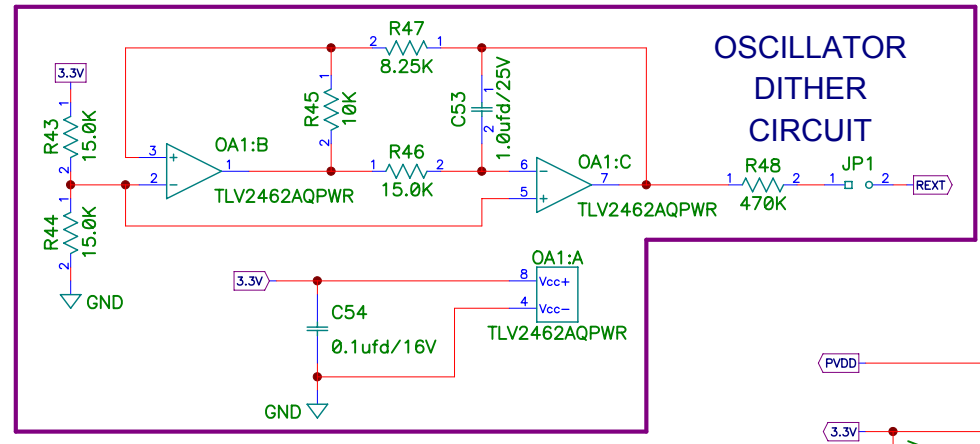 OSCILLATOR
DITHER
CIRCUIT
R47
2 1
8.25K
3.3V
1
R43
15.0K
2
1
R44
15.0K
2
GND
1
R45
10K
2
1
C53
1.0ufd/25V
2
OA1:B
3 +
2 −
1
TLV2462AQPWR
R46
1 2
15.0K
OA1:C
6 −
5 +
7
TLV2462AQPWR
R48
1 2
470K
JP1
1 2
REXT
3.3V
OA1:A
8 Vcc+
4 Vcc−
TLV2462AQPWR
C54
0.1ufd/16V
GND
PVDD
3.3V